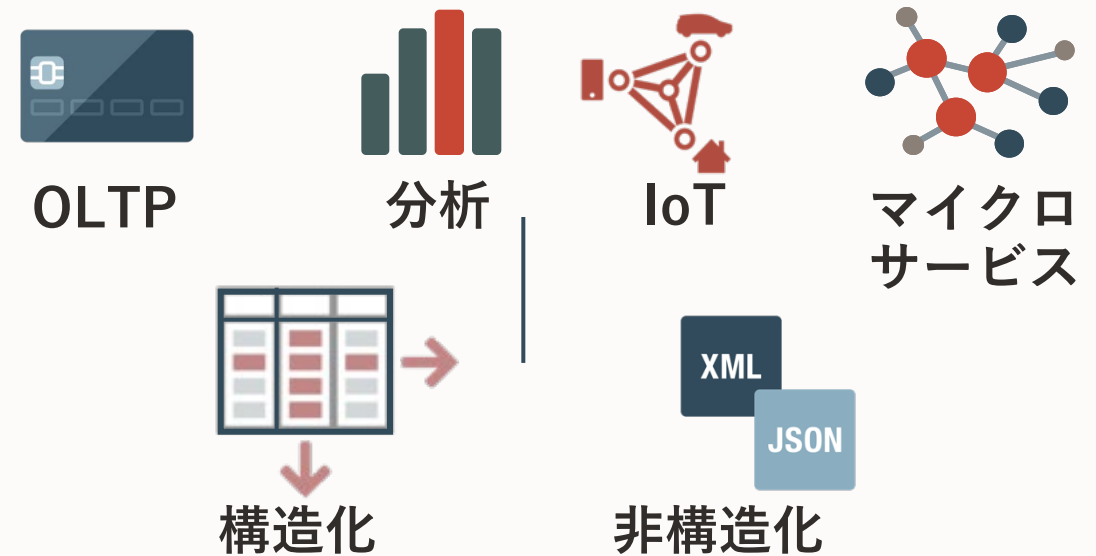 OLTP
分析
IoT
マイクロ
サービス
XML
JSON
構造化
非構造化